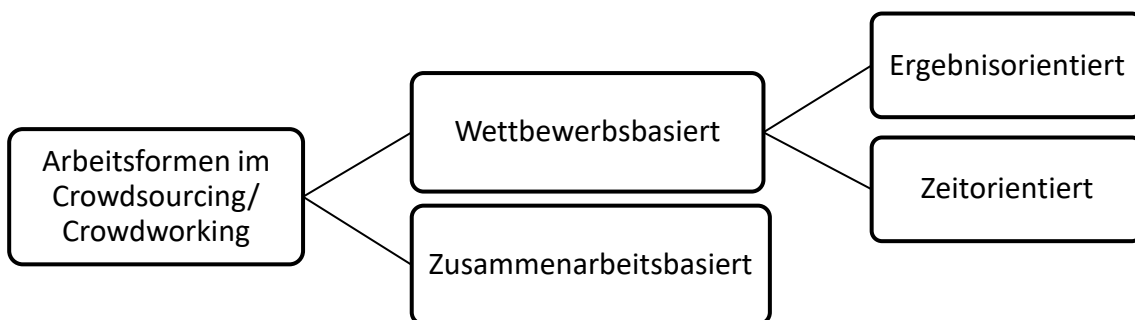 Arbeitsformen im
Crowdsourcing/
Crowdworking
Wettbewerbsbasiert
Zusammenarbeitsbasiert
Ergebnisorientiert
Zeitorientiert